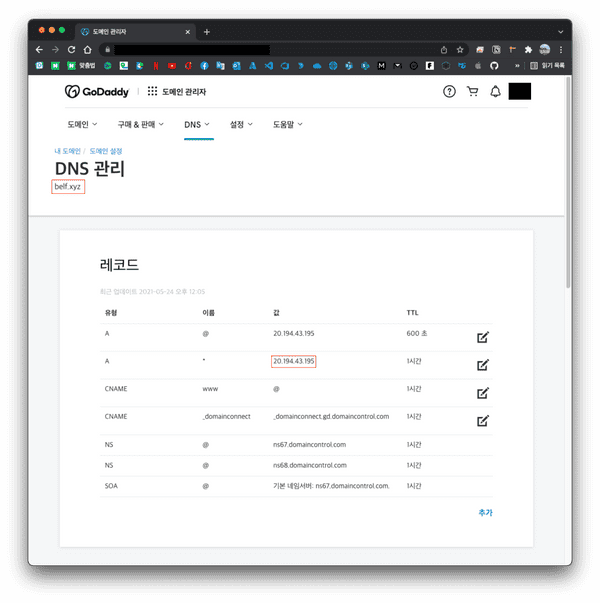 도메인 관리자
맞춤법
읽기 목록
GoDaddy 도메인 관리자
도메인 구매 & 판매 DNS 설정 도움말
내 도메인 / 도메인 설정
DNS 관리
belf.xyz
레코드
최근 업데이트 2021-05-26 오후 12:05
유형 이름 값 TTL
A @ 20.194.43.195 600 초
A * 20.194.43.195 1시간
CNAME www @ 1시간
CNAME _domainconnect _domainconnect.gd.domaincontrol.com 1시간
NS @ ns67.domaincontrol.com 1시간
NS @ ns68.domaincontrol.com 1시간
SOA @ 기본 네임서버: ns67.domaincontrol.com. 1시간
추가